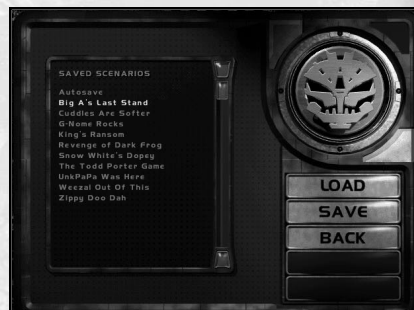 SAVED SCENARIOS
Autosave
Big A's Last Stand
Cuddles Are Softer
G-Nome Rocks
King's Ransom
Revenge of Dark Frog
Snow White's Dopey
The Todd Porter Game
UnkPaPa Was Here
Weezal Out Of This
Zippy Doo Dah
LOAD
SAVE
BACK